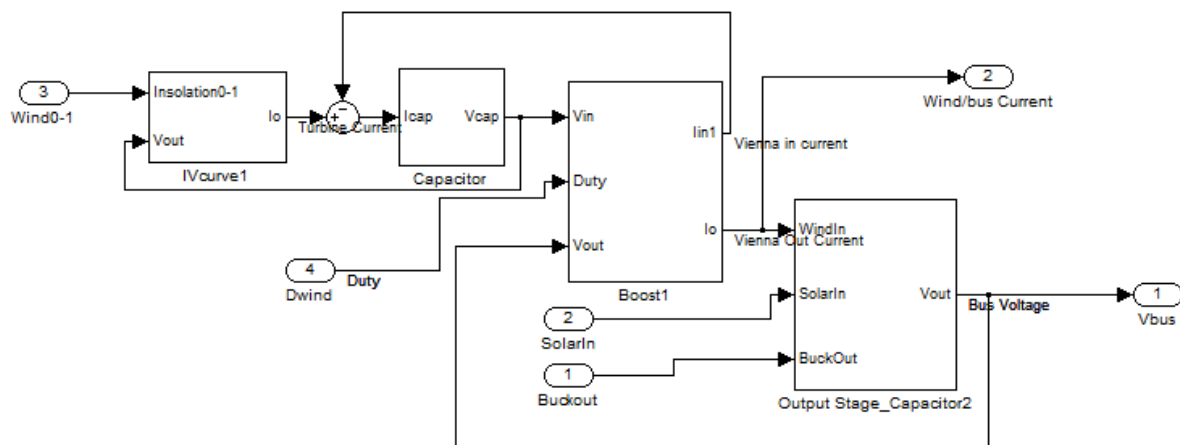 3
Wind0-1
Insolation0-1
Vout
Io
IVcurve1
Turbine Current
+
−
Icap
Vcap
Capacitor
Vin
Duty
Vout
Iin1
Io
Boost1
Vienna in current
Vienna Out Current
2
Wind/bus Current
4
Dwind
Duty
2
SolarIn
1
Buckout
WindIn
SolarIn
BuckOut
Vout
Output Stage_Capacitor2
Bus Voltage
1
Vbus